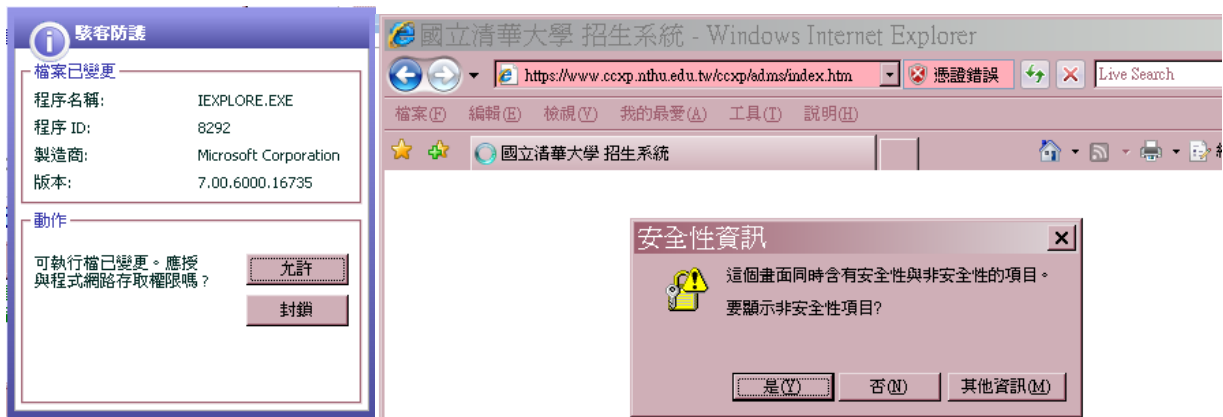 駭客防護
檔案已變更
程序名稱: IEXPLORE.EXE
程序 ID: 8292
製造商: Microsoft Corporation
版本: 7.00.6000.16735
動作
可執行檔已變更。應授
與程式網路存取權限嗎?
允許
封鎖
國立清華大學 招生系統 - Windows Internet Explorer
https://www.ccxp.nthu.edu.tw/ccxp/adms/index.htm 憑證錯誤 Live Search
檔案(F) 編輯(E) 檢視(V) 我的最愛(A) 工具(T) 說明(H)
國立清華大學 招生系統
安全性資訊
這個畫面同時含有安全性與非安全性的項目。
要顯示非安全性項目?
是(Y) 否(N) 其他資訊(M)